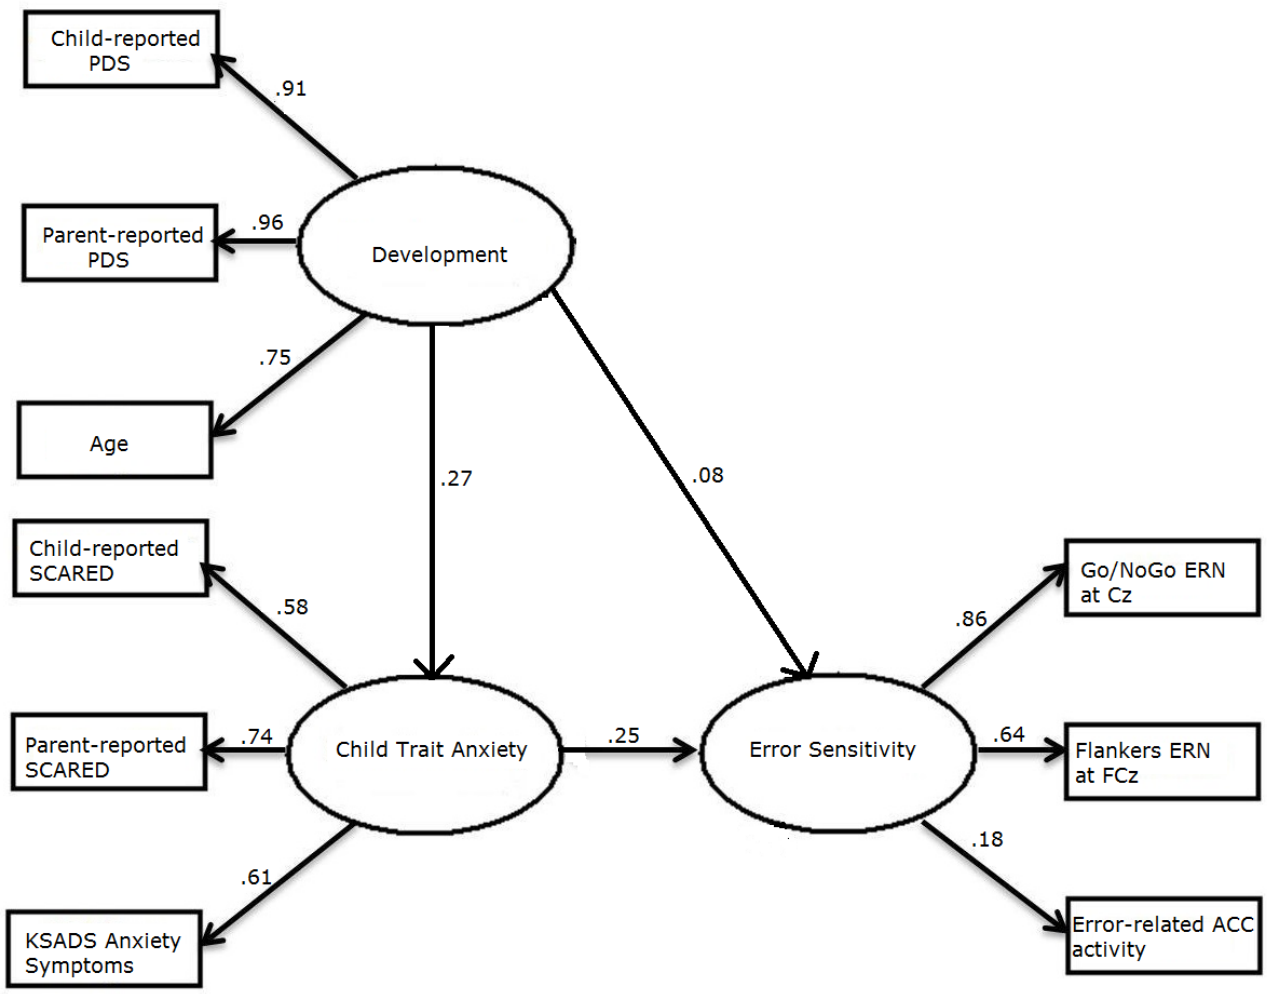 Child-reported
PDS
.91
Parent-reported
PDS
.96
Development
.75
Age
.27
.08
Child-reported
SCARED
.58
Go/NoGo ERN
at Cz
.86
Parent-reported
SCARED
.74
Child Trait Anxiety
.25
Error Sensitivity
.64
Flankers ERN
at FCz
.18
.61
KSADS Anxiety
Symptoms
Error-related ACC
activity